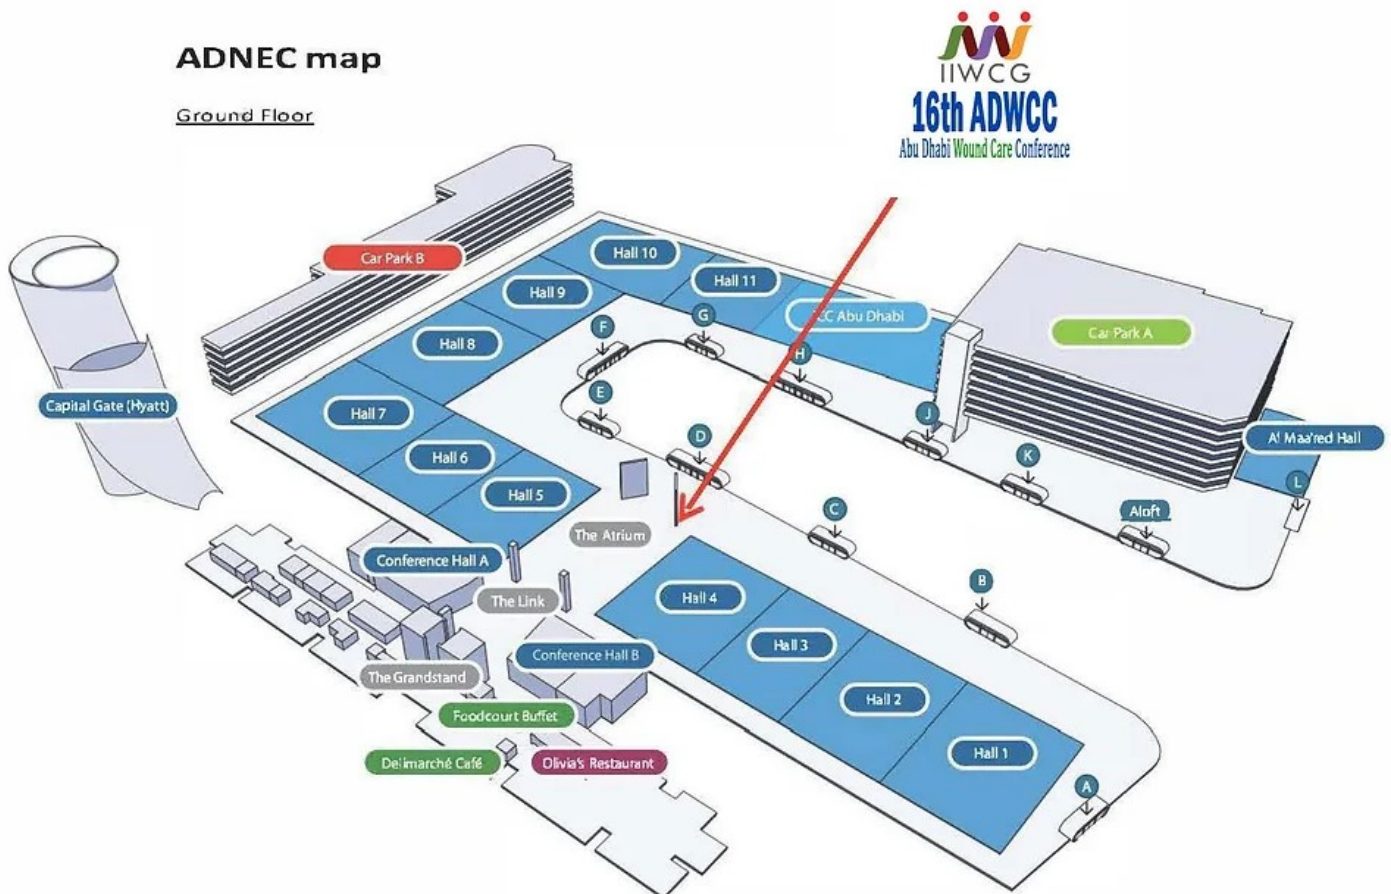 ADNEC map
Ground Floor
IIWCG
16th ADWCC
Abu Dhabi Wound Care Conference
Car Park B
Hall 10
Hall 11
Hall 9
Hall 8
Hall 7
Hall 6
Hall 5
CC Abu Dhabi
Car Park A
Capital Gate (Hyatt)
Al Maa'red Hall
F
G
H
E
D
J
K
L
Aloft
C
B
A
The Atrium
Conference Hall A
The Link
Hall 4
Hall 3
Hall 2
Hall 1
Conference Hall B
The Grandstand
Foodcourt Buffet
Delimarché Café
Olivia's Restaurant